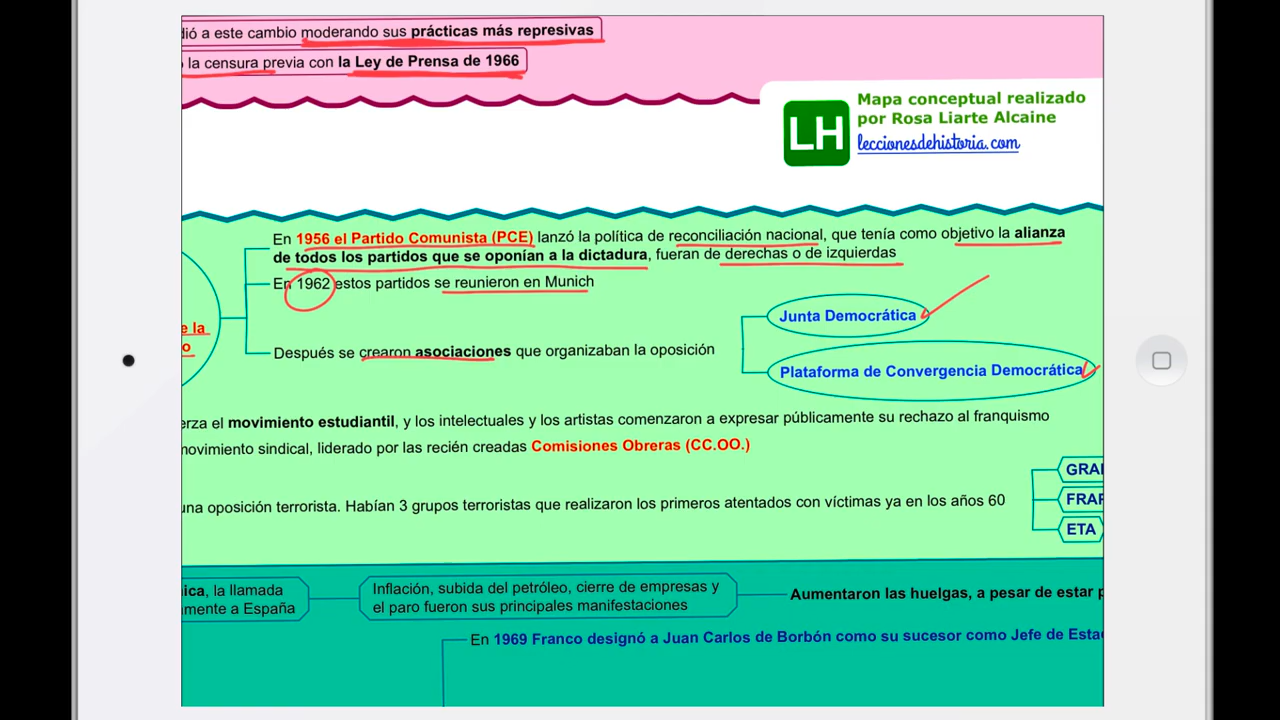 dió a este cambio moderando sus prácticas más represivas
la censura previa con la Ley de Prensa de 1966
LH
Mapa conceptual realizado
por Rosa Liarte Alcaine
leccionesdehistoria.com
En 1956 el Partido Comunista (PCE) lanzó la política de reconciliación nacional, que tenía como objetivo la alianza
de todos los partidos que se oponían a la dictadura, fueran de derechas o de izquierdas
En 1962 estos partidos se reunieron en Munich
e la
o
Junta Democrática
Después se crearon asociaciones que organizaban la oposición
Plataforma de Convergencia Democrática
erza el movimiento estudiantil, y los intelectuales y los artistas comenzaron a expresar públicamente su rechazo al franquismo
movimiento sindical, liderado por las recién creadas Comisiones Obreras (CC.OO.)
una oposición terrorista. Habían 3 grupos terroristas que realizaron los primeros atentados con víctimas ya en los años 60
GRA
FRAP
ETA
ica, la llamada
mente a España
Inflación, subida del petróleo, cierre de empresas y
el paro fueron sus principales manifestaciones
Aumentaron las huelgas, a pesar de estar p
En 1969 Franco designó a Juan Carlos de Borbón como su sucesor como Jefe de Esta